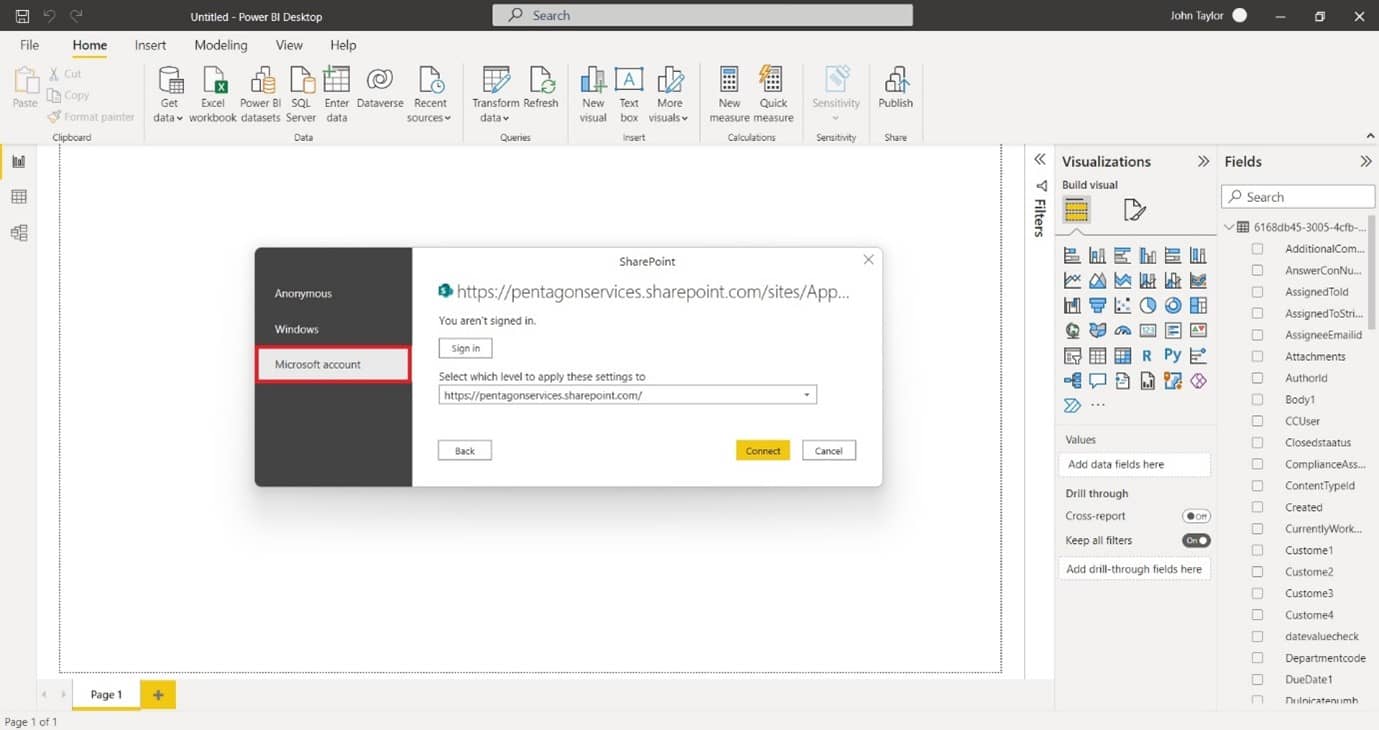 Untitled - Power BI Desktop
Search
John Taylor
File Home Insert Modeling View Help
Paste
Cut
Copy
Format painter
Clipboard
Get data
Excel workbook
Power BI datasets
SQL Server
Enter data
Dataverse
Recent sources
Data
Transform data
Refresh
Queries
New visual
Text box
More visuals
Insert
New measure
Quick measure
Calculations
Sensitivity
Sensitivity
Publish
Share
Anonymous
Windows
Microsoft account
SharePoint
https://pentagonservices.sharepoint.com/sites/App...
You aren't signed in.
Sign in
Select which level to apply these settings to
https://pentagonservices.sharepoint.com/
Back
Connect
Cancel
Filters
Visualizations
Build visual
123
R
Py
...
Values
Add data fields here
Drill through
Cross-report
Off
Keep all filters
On
Add drill-through fields here
Fields
Search
6168db45-3005-4cfb-...
AdditionalCom...
AnswerConNu...
AssignedToId
AssignedToStri...
AssigneeEmailid
Attachments
AuthorId
Body1
CCUser
Closedstaatus
ComplianceAss...
ContentTypeId
Created
CurrentlyWork...
Custome1
Custome2
Custome3
Custome4
datevaluecheck
Departmentcode
DueDate1
Page 1
Page 1 of 1